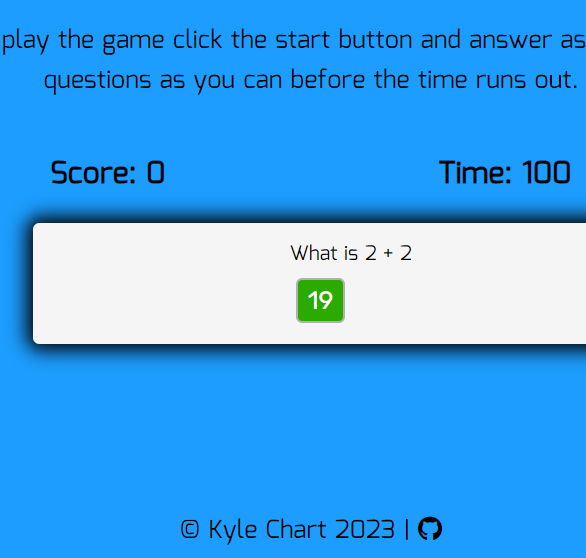 play the game click the start button and answer as
questions as you can before the time runs out.
Score: 0 Time: 100
What is 2 + 2
19
© Kyle Chart 2023 |